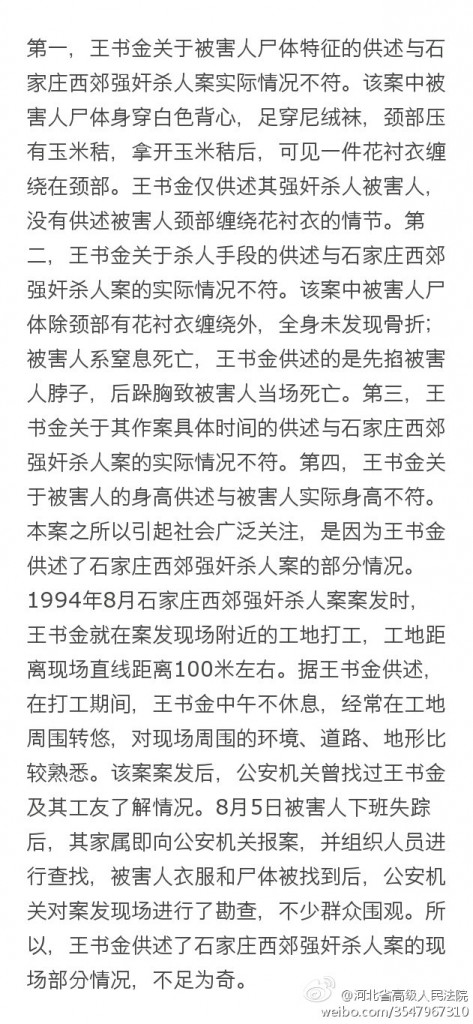 第一，王书金关于被害人尸体特征的供述与石
家庄西郊强奸杀人案实际情况不符。该案中被
害人尸体身穿白色背心，足穿尼绒袜，颈部压
有玉米秸，拿开玉米秸后，可见一件花衬衣缠
绕在颈部。王书金仅供述其强奸杀人被害人，
没有供述被害人颈部缠绕花衬衣的情节。第
二，王书金关于杀人手段的供述与石家庄西郊
强奸杀人案的实际情况不符。该案中被害人尸
体除颈部有花衬衣缠绕外，全身未发现骨折；
被害人系窒息死亡，王书金供述的是先掐被害
人脖子，后跺胸致被害人当场死亡。第三，王
书金关于其作案具体时间的供述与石家庄西郊
强奸杀人案的实际情况不符。第四，王书金关
于被害人的身高供述与被害人实际身高不符。
本案之所以引起社会广泛关注，是因为王书金
供述了石家庄西郊强奸杀人案的部分情况。
1994年8月石家庄西郊强奸杀人案案发时，
王书金就在案发现场附近的工地打工，工地距
离现场直线距离100米左右。据王书金供述，
在打工期间，王书金中午不休息，经常在工地
周围转悠，对现场周围的环境、道路、地形比
较熟悉。该案案发后，公安机关曾找过王书金
及其工友了解情况。8月5日被害人下班失踪
后，其家属即向公安机关报案，并组织人员进
行查找，被害人衣服和尸体被找到后，公安机
关对案发现场进行了勘查，不少群众围观。所
以，王书金供述了石家庄西郊强奸杀人案的现
场部分情况，不足为奇。
@河北省高级人民法院
weibo.com/3547967310